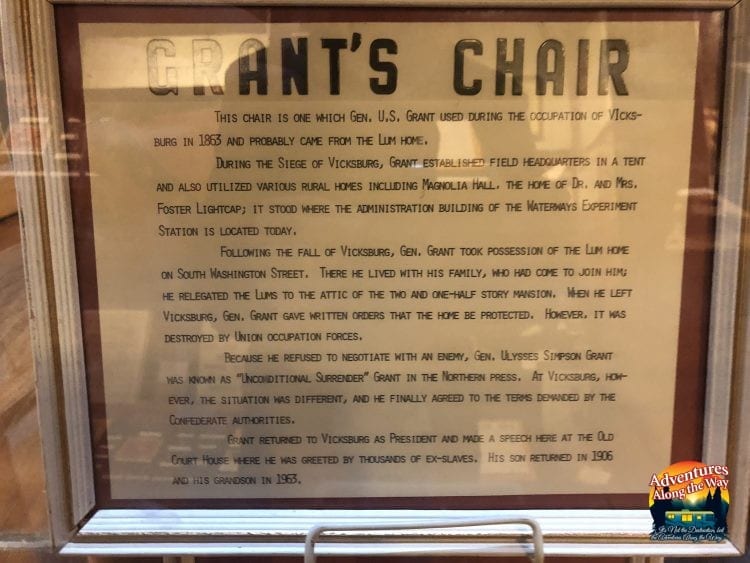 GRANT'S CHAIR
THIS CHAIR IS ONE WHICH GEN. U.S. GRANT USED DURING THE OCCUPATION OF VICKS-
BURG IN 1863 AND PROBABLY CAME FROM THE LUM HOME.
DURING THE SIEGE OF VICKSBURG, GRANT ESTABLISHED FIELD HEADQUARTERS IN A TENT
AND ALSO UTILIZED VARIOUS RURAL HOMES INCLUDING MAGNOLIA HALL, THE HOME OF DR. AND MRS.
FOSTER LIGHTCAP; IT STOOD WHERE THE ADMINISTRATION BUILDING OF THE WATERWAYS EXPERIMENT
STATION IS LOCATED TODAY.
FOLLOWING THE FALL OF VICKSBURG, GEN. GRANT TOOK POSSESSION OF THE LUM HOME
ON SOUTH WASHINGTON STREET. THERE HE LIVED WITH HIS FAMILY, WHO HAD COME TO JOIN HIM;
HE RELEGATED THE LUMS TO THE ATTIC OF THE TWO AND ONE-HALF STORY MANSION. WHEN HE LEFT
VICKSBURG, GEN. GRANT GAVE WRITTEN ORDERS THAT THE HOME BE PROTECTED. HOWEVER, IT WAS
DESTROYED BY UNION OCCUPATION FORCES.
BECAUSE HE REFUSED TO NEGOTIATE WITH AN ENEMY, GEN. ULYSSES SIMPSON GRANT
WAS KNOWN AS "UNCONDITIONAL SURRENDER" GRANT IN THE NORTHERN PRESS. AT VICKSBURG, HOW-
EVER, THE SITUATION WAS DIFFERENT, AND HE FINALLY AGREED TO THE TERMS DEMANDED BY THE
CONFEDERATE AUTHORITIES.
GRANT RETURNED TO VICKSBURG AS PRESIDENT AND MADE A SPEECH HERE AT THE OLD
COURT HOUSE WHERE HE WAS GREETED BY THOUSANDS OF EX-SLAVES. HIS SON RETURNED IN 1906
AND HIS GRANDSON IN 1963.
Adventures
Along the Way
It's Not the Destination, but
the Adventures Along the Way